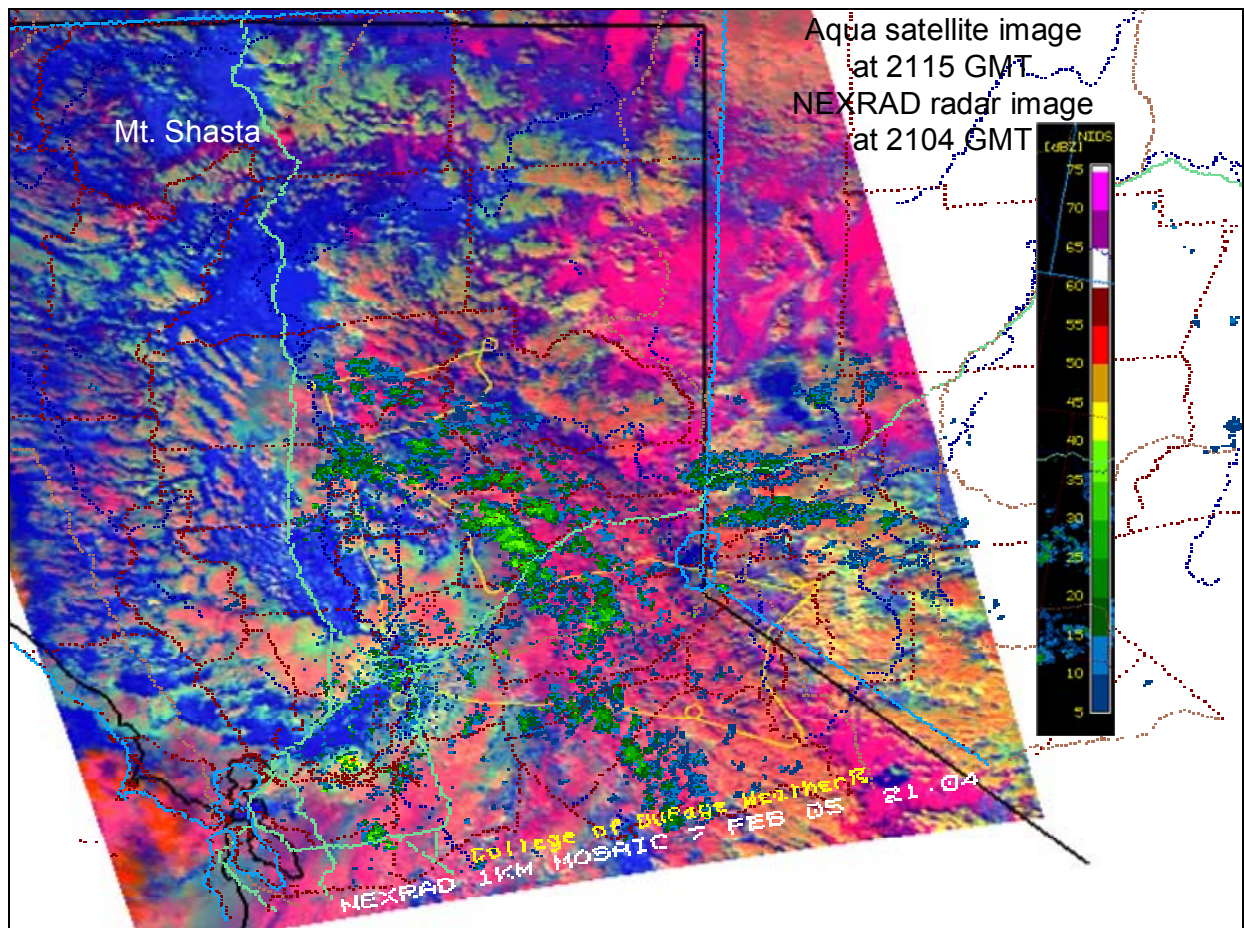 Aqua satellite image
at 2115 GMT
NEXRAD radar image
at 2104 GMT
Mt. Shasta
NIDS
[dBZ]
75
70
65
60
55
50
45
40
35
30
25
20
15
10
5
College of DuPage Weather
NEXRAD 1KM MOSAIC 7 FEB 05 21:04